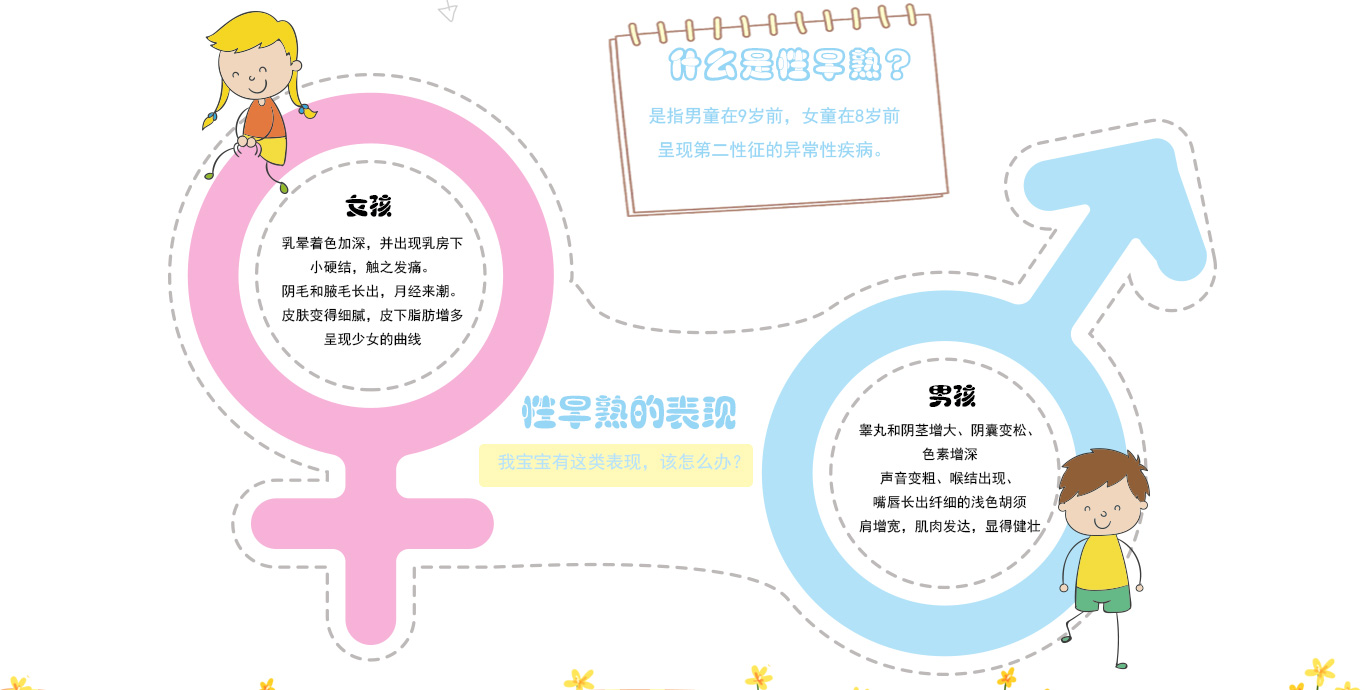 什么是性早熟？
是指男童在9岁前，女童在8岁前
呈现第二性征的异常性疾病。
女孩
乳晕着色加深，并出现乳房下
小硬结，触之发痛。
阴毛和腋毛长出，月经来潮。
皮肤变得细腻，皮下脂肪增多
呈现少女的曲线
性早熟的表现
我宝宝有这类表现，该怎么办？
男孩
睾丸和阴茎增大、阴囊变松、
色素增深
声音变粗、喉结出现、
嘴唇长出纤细的浅色胡须
肩增宽，肌肉发达，显得健壮